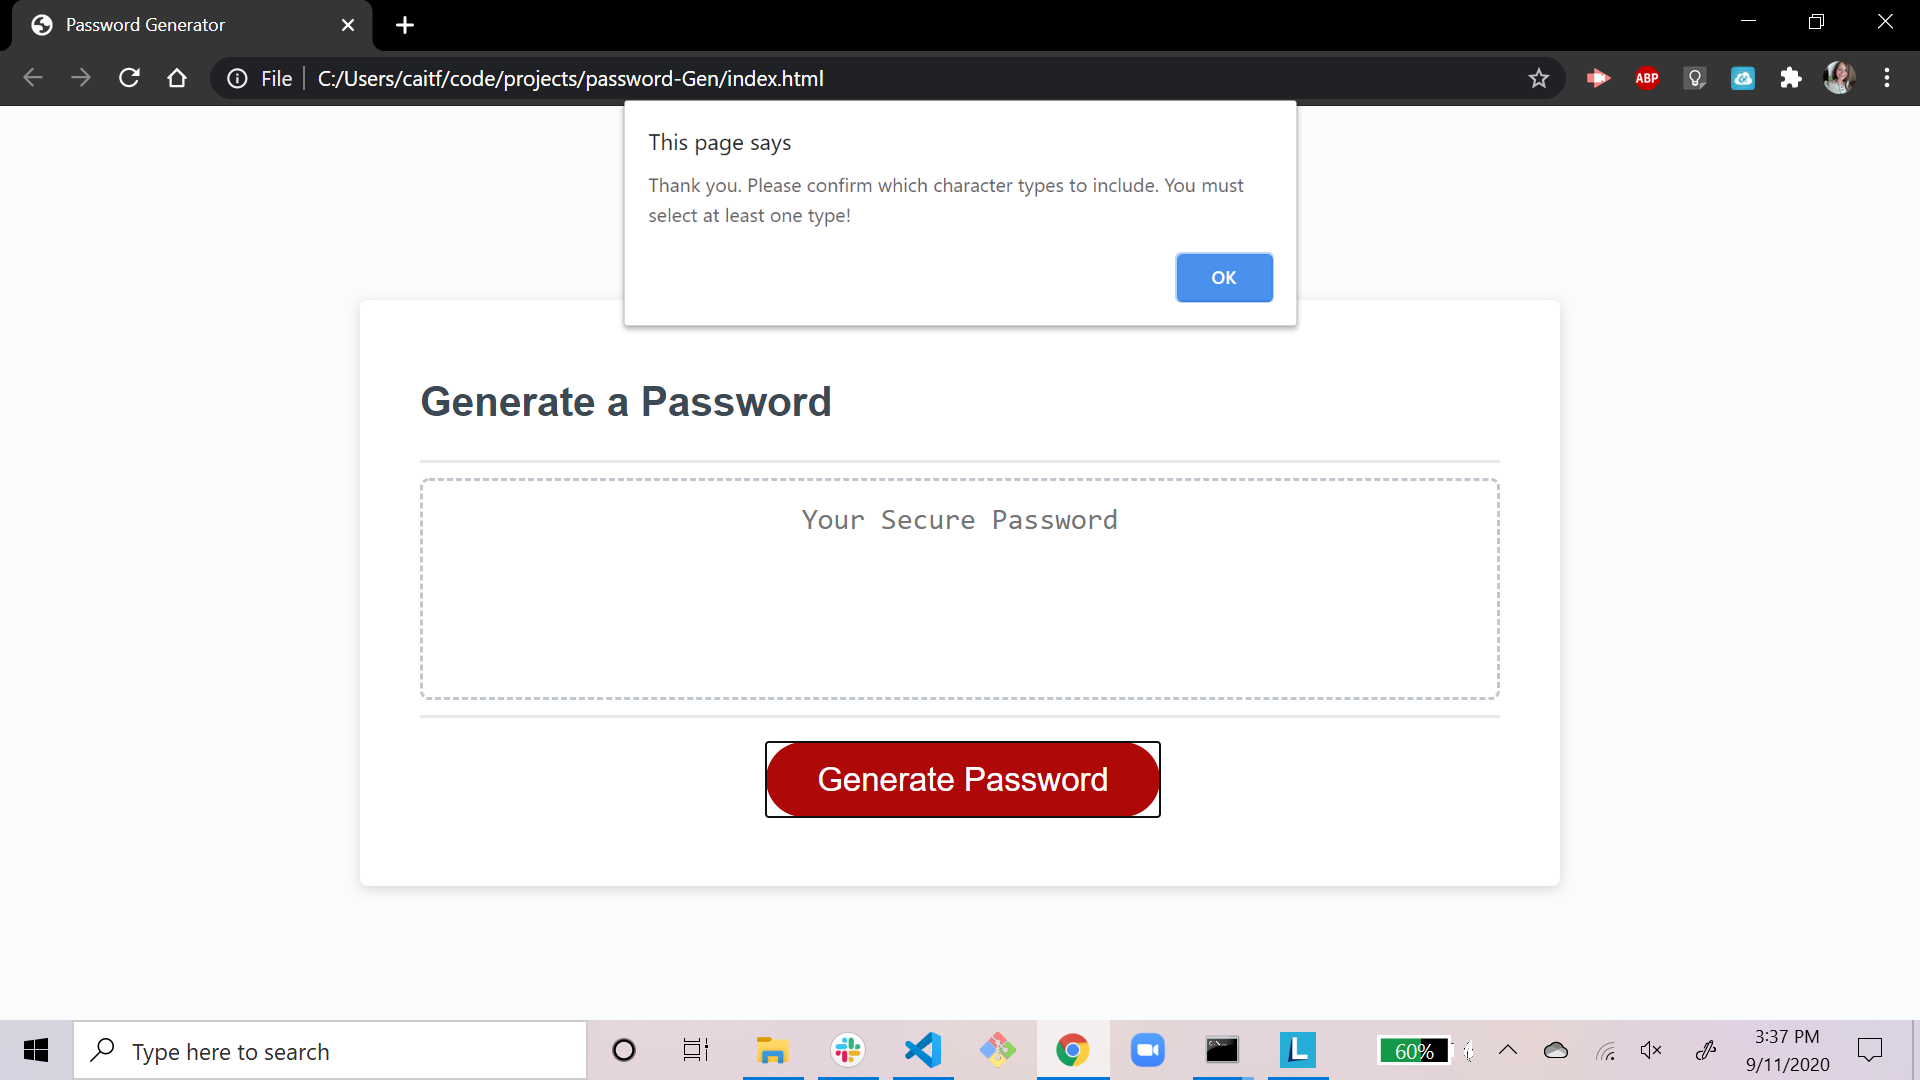 Password Generator
File
C:/Users/caitf/code/projects/password-Gen/index.html
ABP
This page says
Thank you. Please confirm which character types to include. You must
select at least one type!
OK
Generate a Password
Your Secure Password
Generate Password
Type here to search
L
60%
3:37 PM
9/11/2020